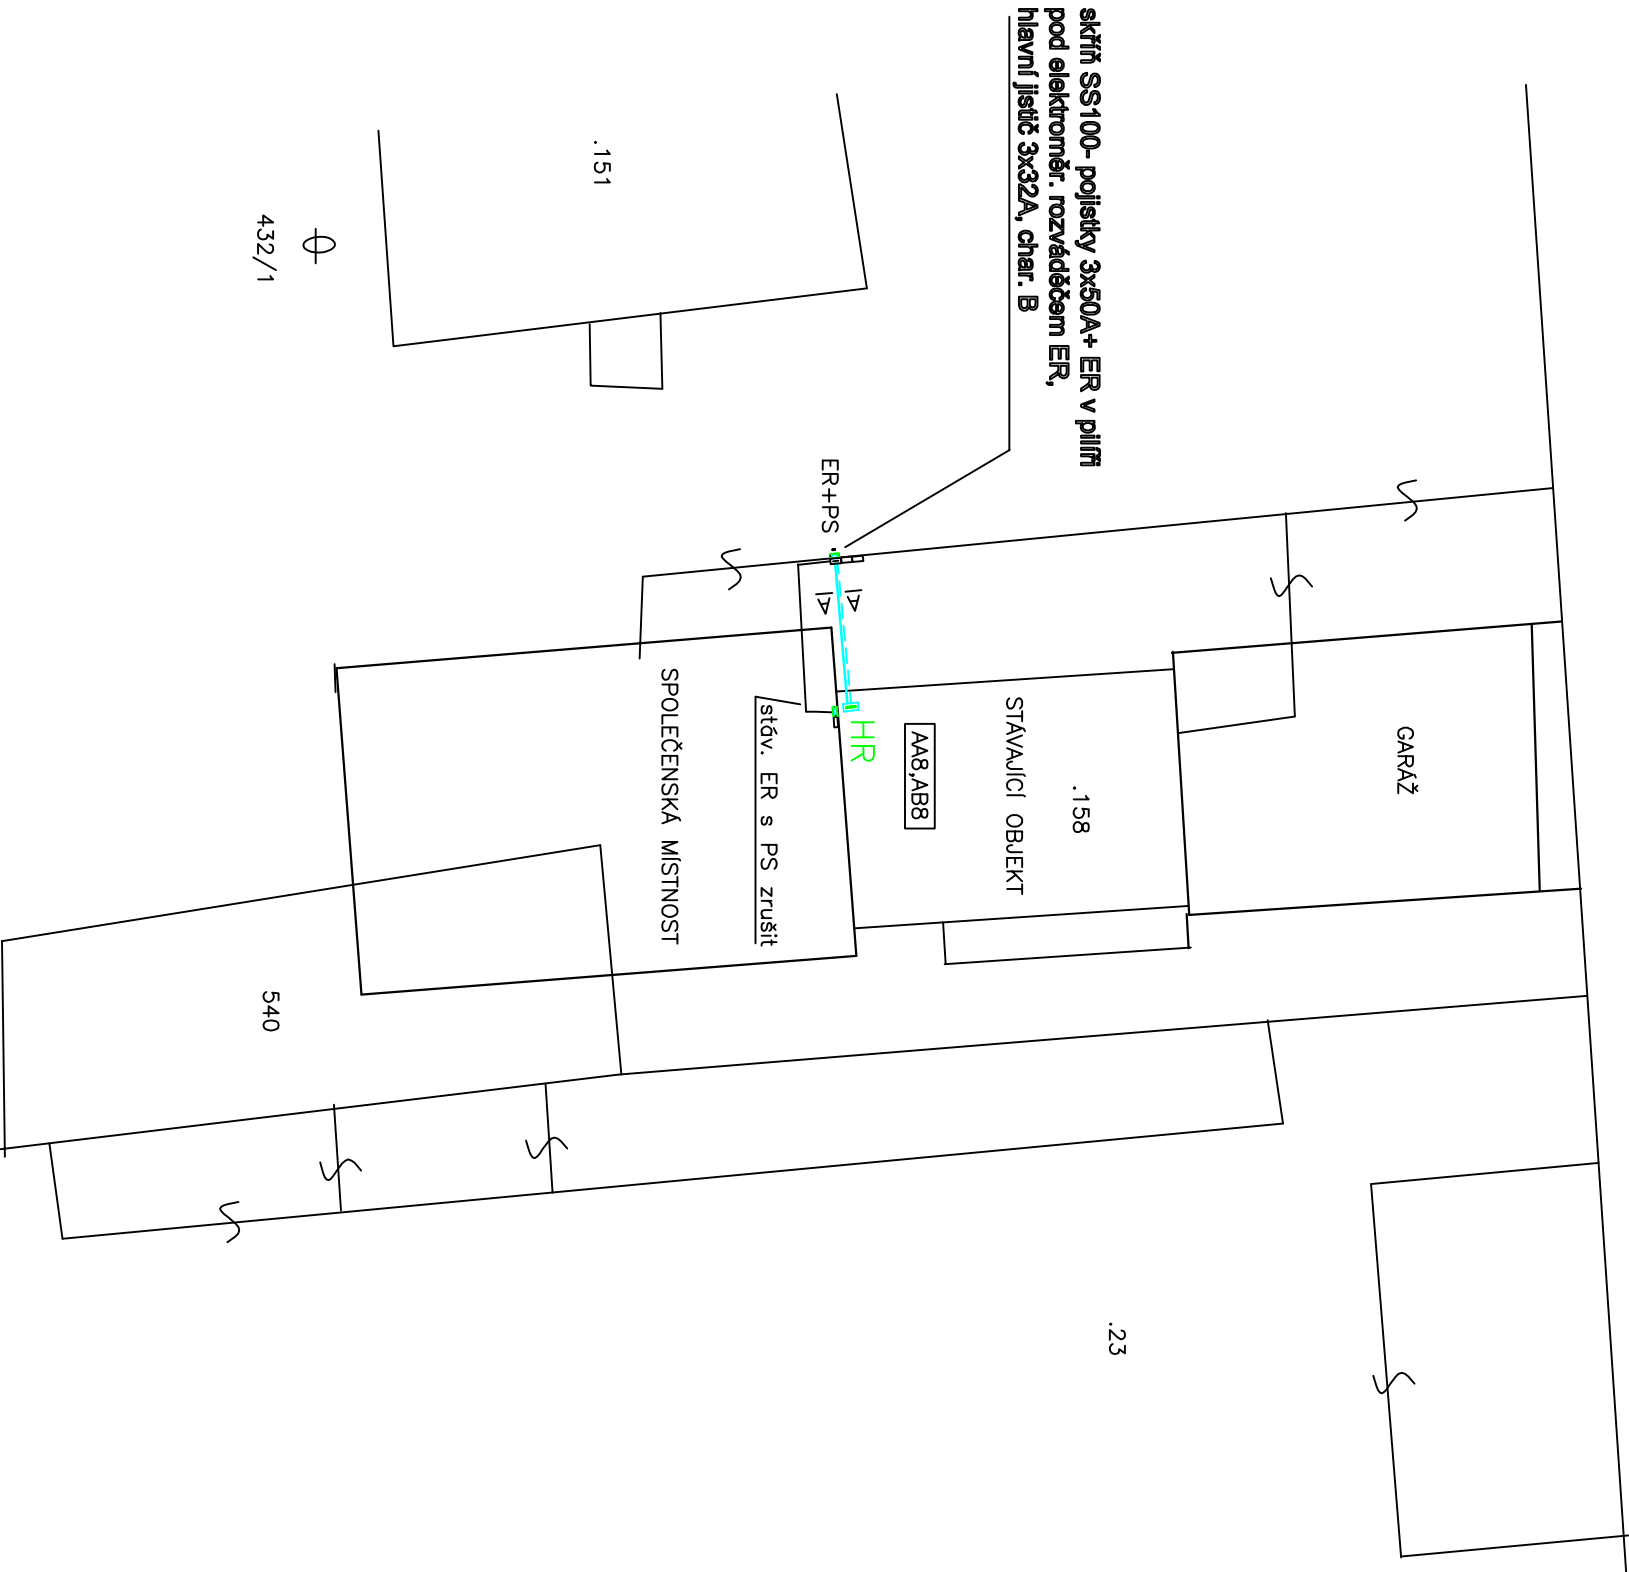 skříň SS100- pojistky 3x50A+ ER v pilíři
pod elektroměr. rozváděčem ER,
hlavní jistič 3x32A, char. B
GARÁŽ
.158
STÁVAJÍCÍ OBJEKT
AA8,AB8
HR
ER+PS
A
A
stáv. ER s PS zrušit
SPOLEČENSKÁ MÍSTNOST
.151
432/1
540
.23